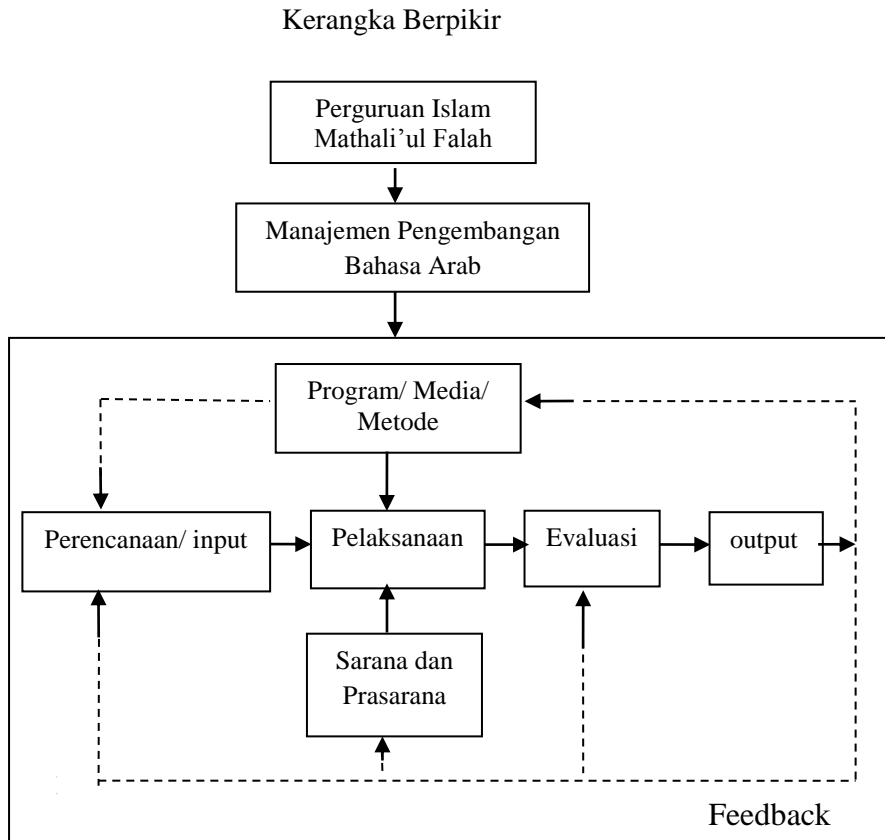 Kerangka Berpikir
Perguruan Islam
Mathali’ul Falah
Manajemen Pengembangan
Bahasa Arab
Program/ Media/
Metode
Perencanaan/ input
Pelaksanaan
Evaluasi
output
Sarana dan
Prasarana
Feedback